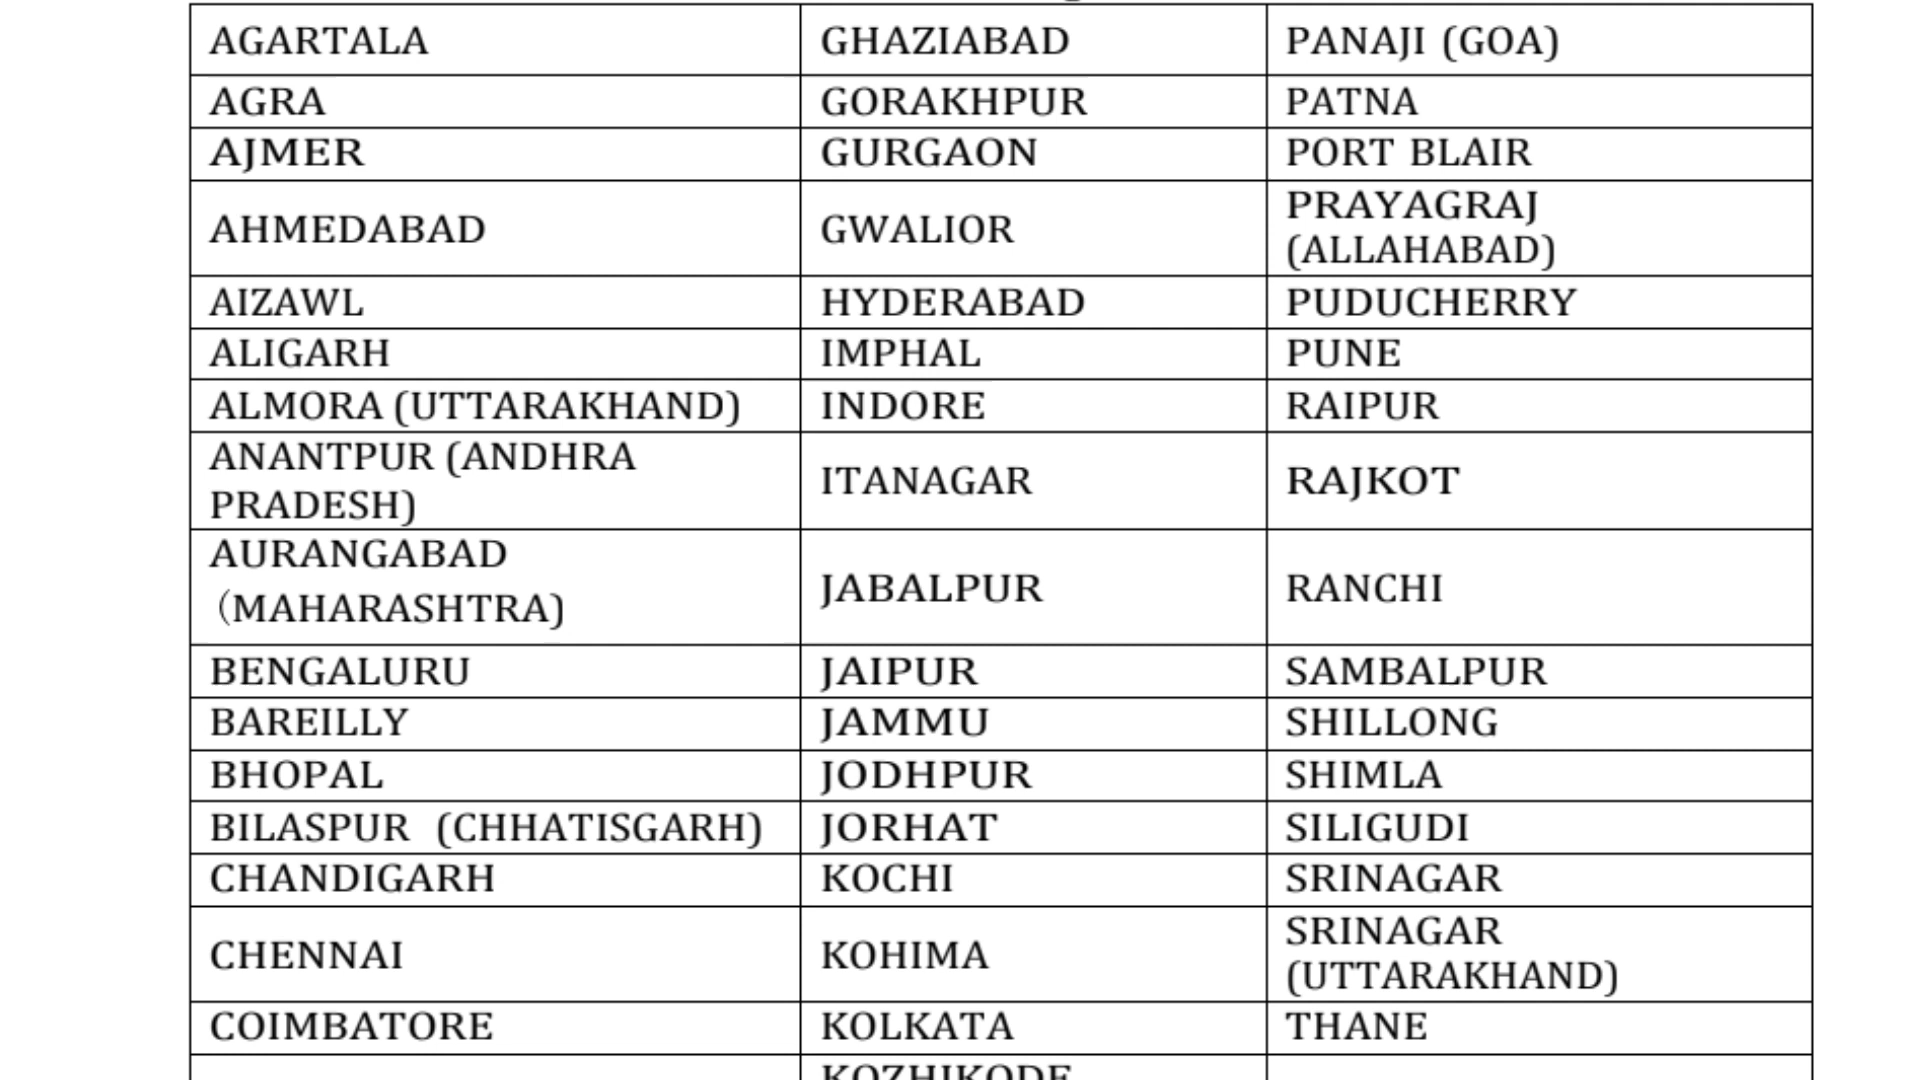 AGARTALA GHAZIABAD PANAJI (GOA)
AGRA GORAKHPUR PATNA
AJMER GURGAON PORT BLAIR
AHMEDABAD GWALIOR PRAYAGRAJ
(ALLAHABAD)
AIZAWL HYDERABAD PUDUCHERRY
ALIGARH IMPHAL PUNE
ALMORA (UTTARAKHAND) INDORE RAIPUR
ANANTPUR (ANDHRA
PRADESH) ITANAGAR RAJKOT
AURANGABAD
(MAHARASHTRA) JABALPUR RANCHI
BENGALURU JAIPUR SAMBALPUR
BAREILLY JAMMU SHILLONG
BHOPAL JODHPUR SHIMLA
BILASPUR (CHHATISGARH) JORHAT SILIGUDI
CHANDIGARH KOCHI SRINAGAR
CHENNAI KOHIMA SRINAGAR
(UTTARAKHAND)
COIMBATORE KOLKATA THANE
KOZHIKODE